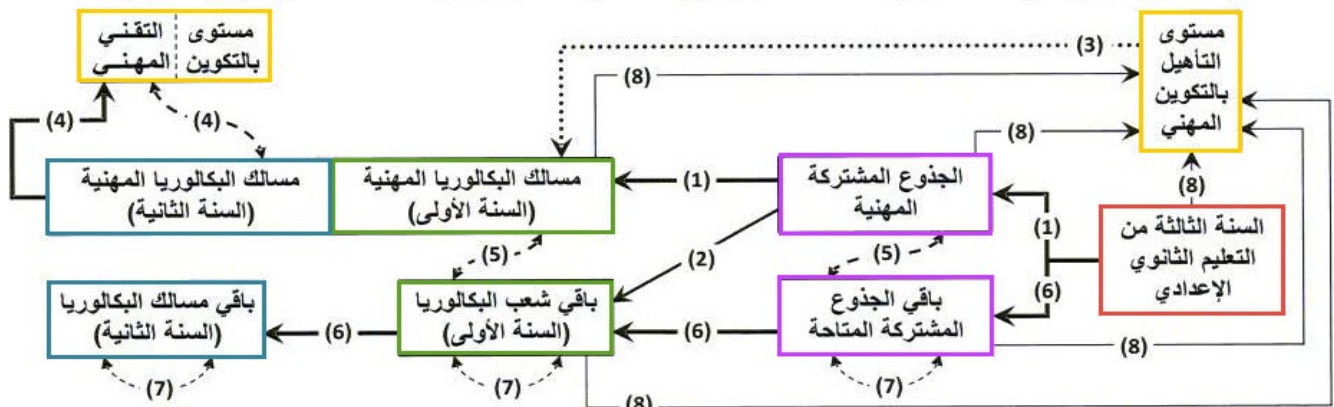 مستوى
التأهيل
بالتكوين
المهني
(3)
مستوى
بالتكوين
التقنـي
المهنـي
(8)
(8)
(4)
(4)
(8)
الجذوع المشتركة
المهنية
(1)
مسالك البكالوريا المهنية
(السنة الأولى)
مسالك البكالوريا المهنية
(السنة الثانية)
السنة الثالثة من
التعليم الثانوي
الإعدادي
(1)
(6)
(5)
(2)
(5)
باقي الجذوع
المشتركة المتاحة
(6)
باقي شعب البكالوريا
(السنة الأولى)
(6)
باقي مسالك البكالوريا
(السنة الثانية)
(8)
(7)
(7)
(7)
(8)